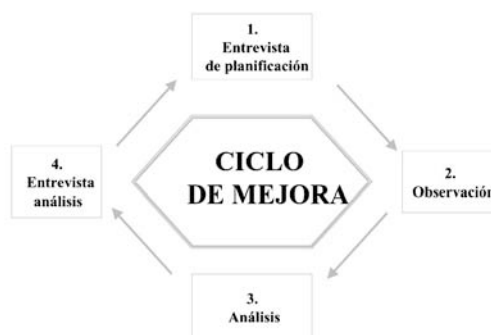 1.
Entrevista
de planificación
4.
Entrevista
análisis
CICLO
DE MEJORA
2.
Observación
3.
Análisis